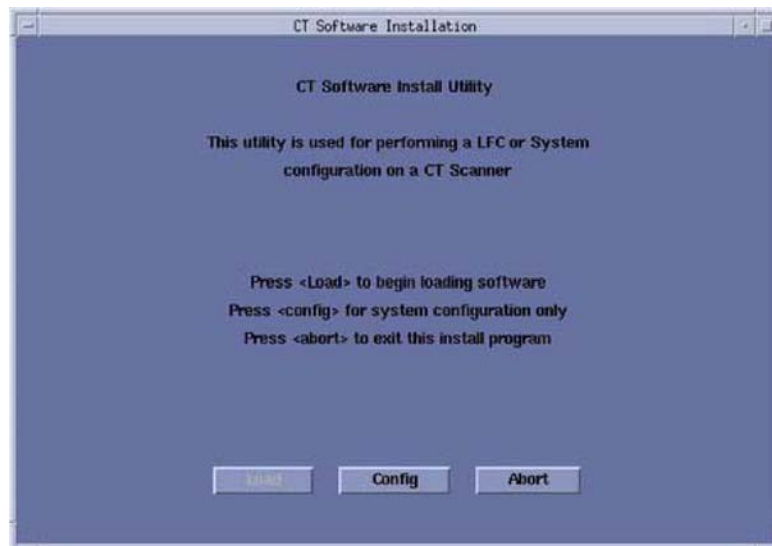 CT Software Installation
CT Software Install Utility
This utility is used for performing a LFC or System
configuration on a CT Scanner
Press <Load> to begin loading software
Press <config> for system configuration only
Press <abort> to exit this install program
Load
Config
Abort